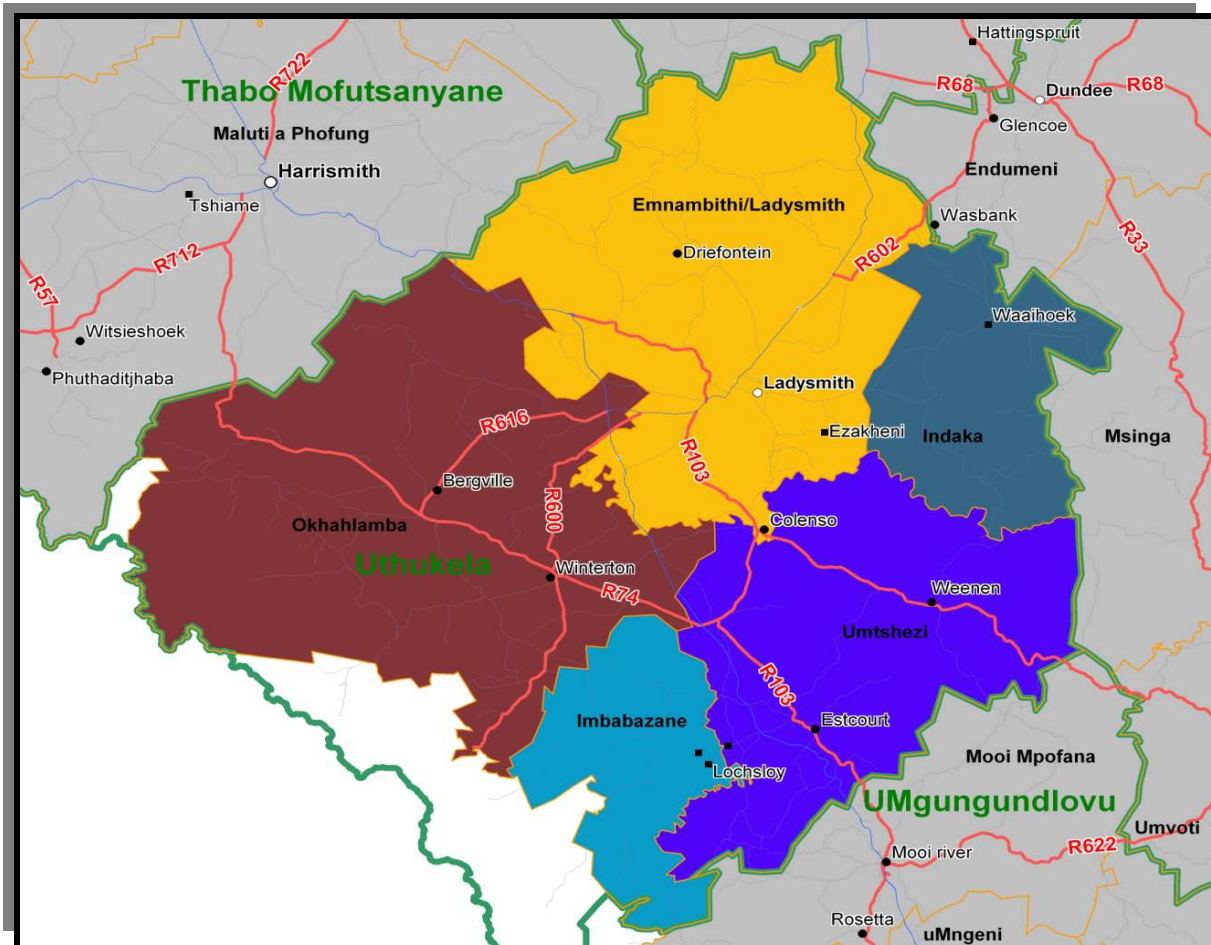 Hattingspruit
R722
Thabo Mofutsanyane
R68
Dundee
R68
Glencoe
Maluti a Phofung
Harrismith
Endumeni
Tshiame
Emnambithi/Ladysmith
Wasbank
R33
R712
Driefontein
R602
R57
Witsieshoek
Waaihoek
Phuthaditjhaba
Ladysmith
R616
Ezakheni
Indaka
Msinga
R103
Bergville
R600
Okhahlamba
Colenso
Uthukela
Winterton
R74
Weenen
Umtshezi
R103
Imbabazane
Estcourt
Mooi Mpofana
Lochsloy
UMgungundlovu
Umvoti
R622
Mooi river
Rosetta
uMngeni